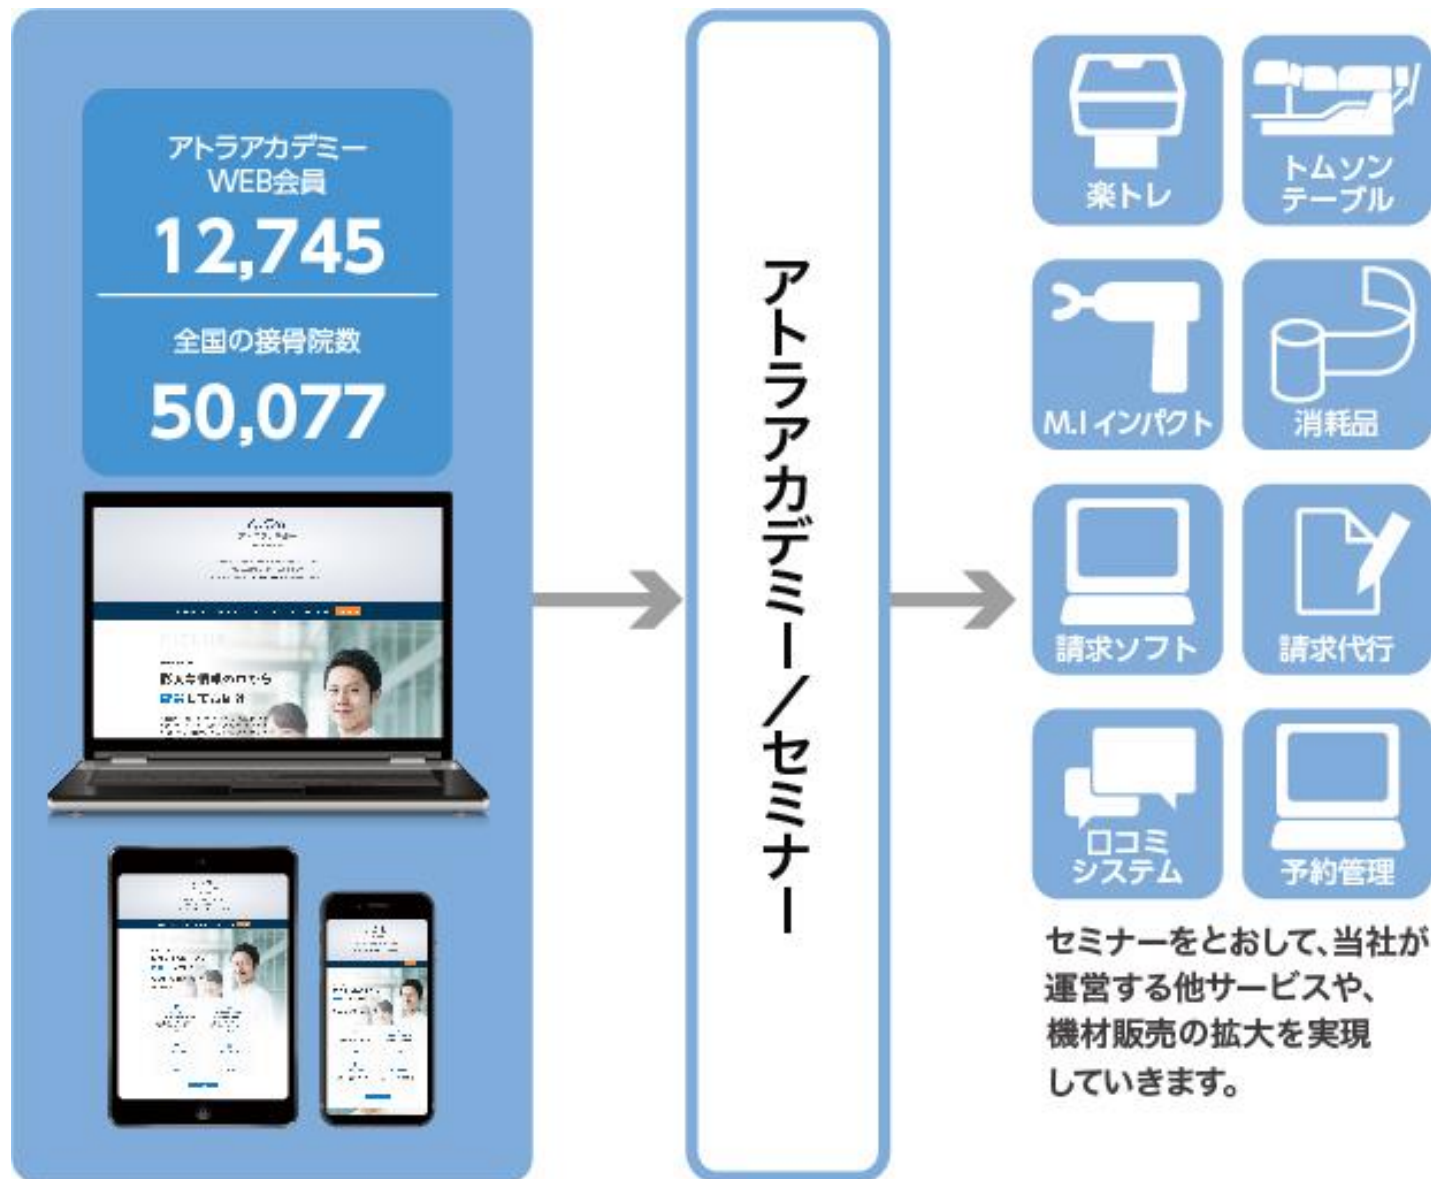 アトラアカデミー
WEB会員
12,745
全国の接骨院数
50,077
アトラアカデミー/セミナー
楽トレ
トムソン
テーブル
M.I インパクト
消耗品
請求ソフト
請求代行
口コミ
システム
予約管理
セミナーをとおして、当社が
運営する他サービスや、
機材販売の拡大を実現
していきます。